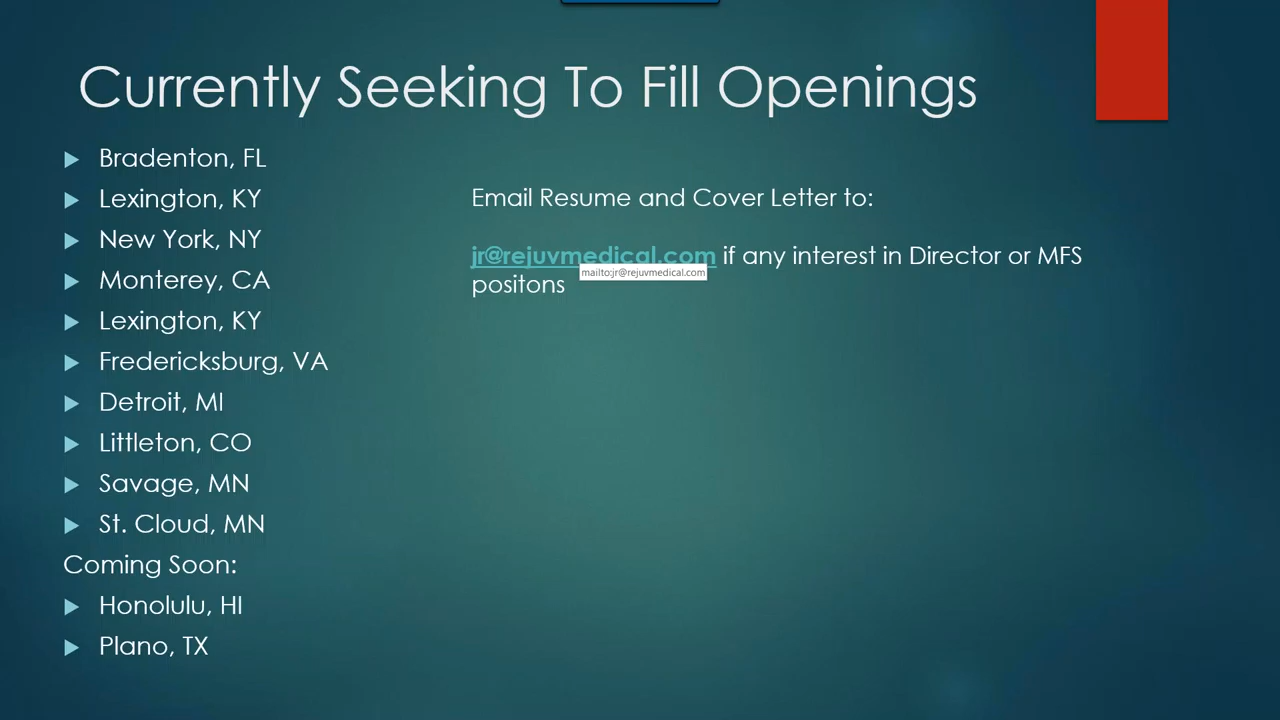 Currently Seeking To Fill Openings
Bradenton, FL
Lexington, KY
New York, NY
Monterey, CA
Lexington, KY
Fredericksburg, VA
Detroit, MI
Littleton, CO
Savage, MN
St. Cloud, MN
Coming Soon:
Honolulu, HI
Plano, TX
Email Resume and Cover Letter to:
jr@rejuvmedical.com if any interest in Director or MFS
positons
mailto:jr@rejuvmedical.com